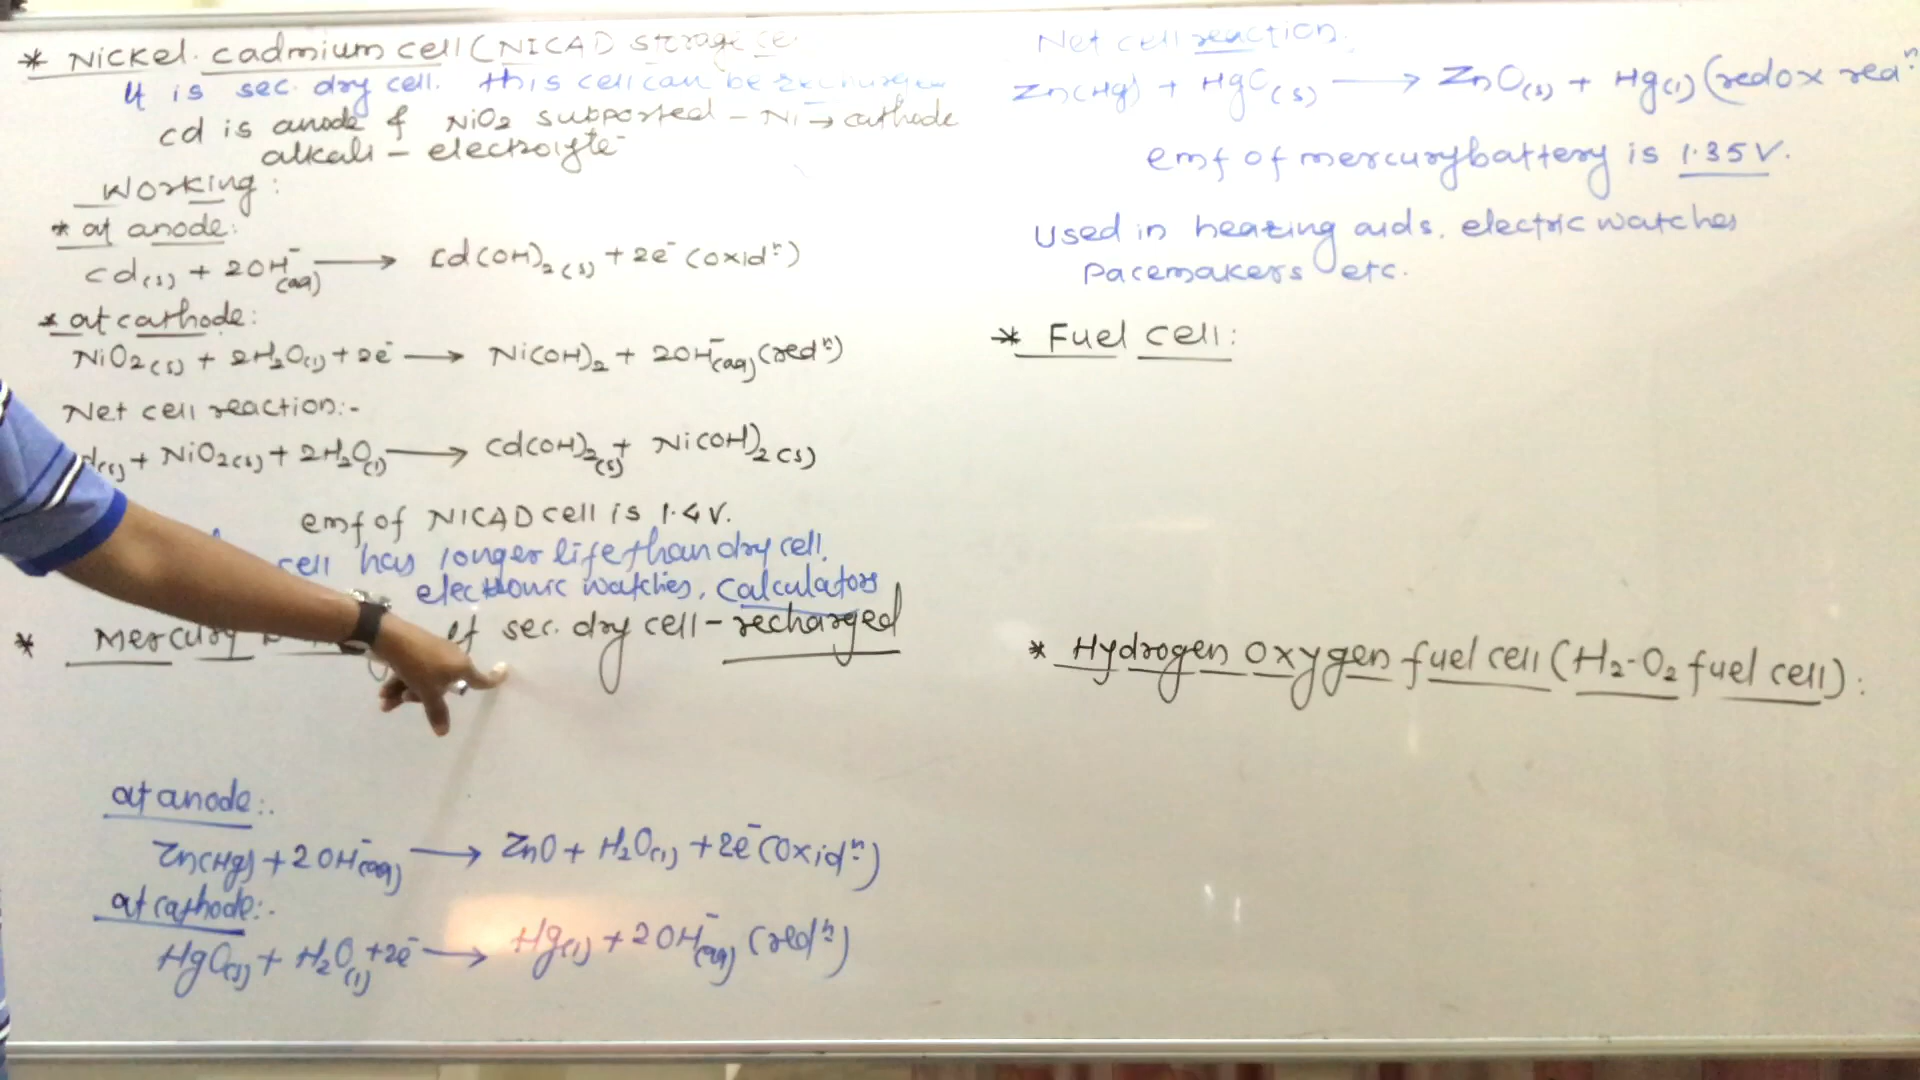 * Nickel. cadmium cell (NICAD storage ce
It is sec. dry cell. this cell can be
cd is anode & NiO₂ supported - Ni → cathode
alkali - electrolyte
Working:
* at anode:
Cd(s) + 2OH⁻(aq) ⟶ Cd(OH)₂(s) + 2e⁻ (oxidⁿ)
* at cathode:
NiO₂(s) + 2H₂O(l) + 2e⁻ ⟶ Ni(OH)₂ + 2OH⁻(aq) (redⁿ)
Net cell reaction:-
d(s) + NiO₂(s) + 2H₂O(l) ⟶ Cd(OH)₂(s) + Ni(OH)₂(s)
emf of NICAD cell is 1.4 V.
cell has longer life than dry cell.
electronic watches, calculators
* Mercury sec. dry cell - recharged
at anode:.
Zn(Hg) + 2OH⁻(aq) ⟶ ZnO + H₂O(l) + 2e⁻ (oxidⁿ)
at cathode:-
HgO(s) + H₂O(l) + 2e⁻ ⟶ Hg(l) + 2OH⁻(aq) (redⁿ)
Net cell reaction.
Zn(Hg) + HgO(s) ⟶ ZnO(s) + Hg(l) (redox reaⁿ
emf of mercury battery is 1.35 V.
Used in hearing aids. electric watches
pacemakers etc.
* Fuel cell:
* Hydrogen Oxygen fuel cell (H₂-O₂ fuel cell):